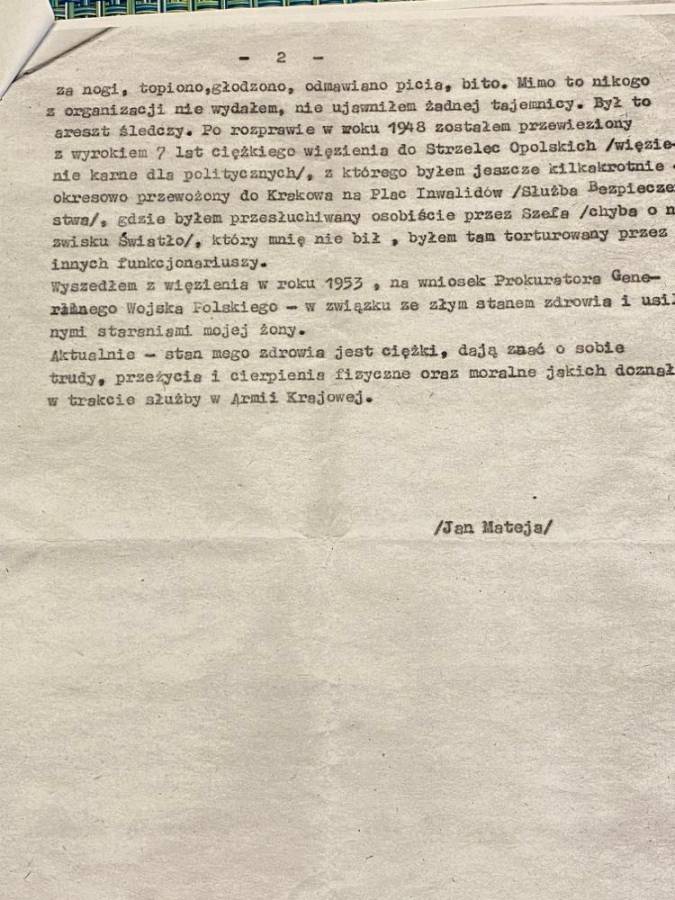 - 2 -
za nogi, topiono,głodzono, odmawiano picia, bito. Mimo to nikogo
z organizacji nie wydałem, nie ujawniłem żadnej tajemnicy. Był to
areszt śledczy. Po rozprawie w roku 1948 zostałem przewieziony
z wyrokiem 7 lat ciężkiego więzienia do Strzelec Opolskich /więzie-
nie karne dla politycznych/, z którego byłem jeszcze kilkakrotnie
okresowo przewożony do Krakowa na Plac Inwalidów /Służba Bezpiecze
stwa/, gdzie byłem przesłuchiwany osobiście przez Szefa /chyba o n
zwisku Światło/, który mnię nie bił , byłem tam torturowany przez
innych funkcjonariuszy.
Wyszedłem z więzienia w roku 1953 , na wniosek Prokuratora Gene-
ralnego Wojska Polskiego - w związku ze złym stanem zdrowia i usil
nymi staraniami mojej żony.
Aktualnie - stan mego zdrowia jest ciężki, dają znać o sobie
trudy, przeżycia i cierpienia fizyczne oraz moralne jakich doznał
w trakcie służby w Armii Krajowej.
/Jan Mateja/